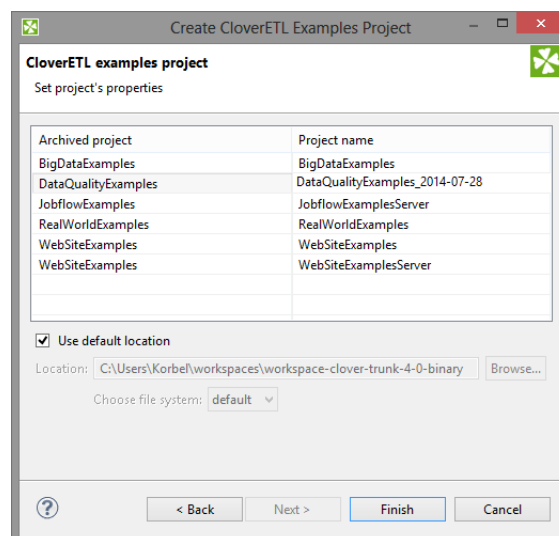 Create CloverETL Examples Project
CloverETL examples project
Set project's properties
Archived project Project name
BigDataExamples BigDataExamples
DataQualityExamples DataQualityExamples_2014-07-28
JobflowExamples JobflowExamplesServer
RealWorldExamples RealWorldExamples
WebSiteExamples WebSiteExamples
WebSiteExamples WebSiteExamplesServer
Use default location
Location: C:\Users\Korbel\workspaces\workspace-clover-trunk-4-0-binary Browse...
Choose file system: default
? < Back Next > Finish Cancel